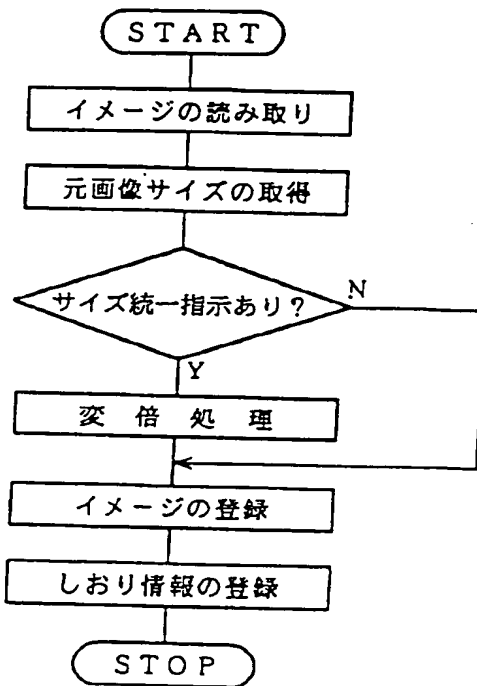 START
イメージの読み取り
元画像サイズの取得
サイズ統一指示あり?
N
Y
変倍処理
イメージの登録
しおり情報の登録
STOP